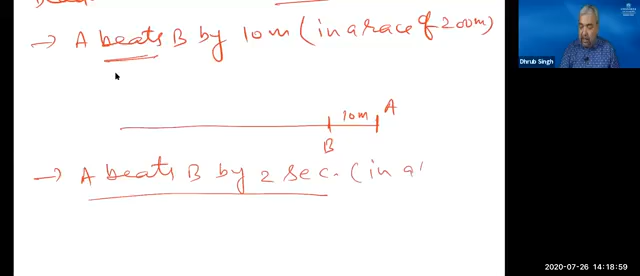 → A beats B by 10m (in a race of 200m)
10m A
B
→ A beats B by 2 sec. (in a
Dhrub Singh
2020-07-26 14:18:59